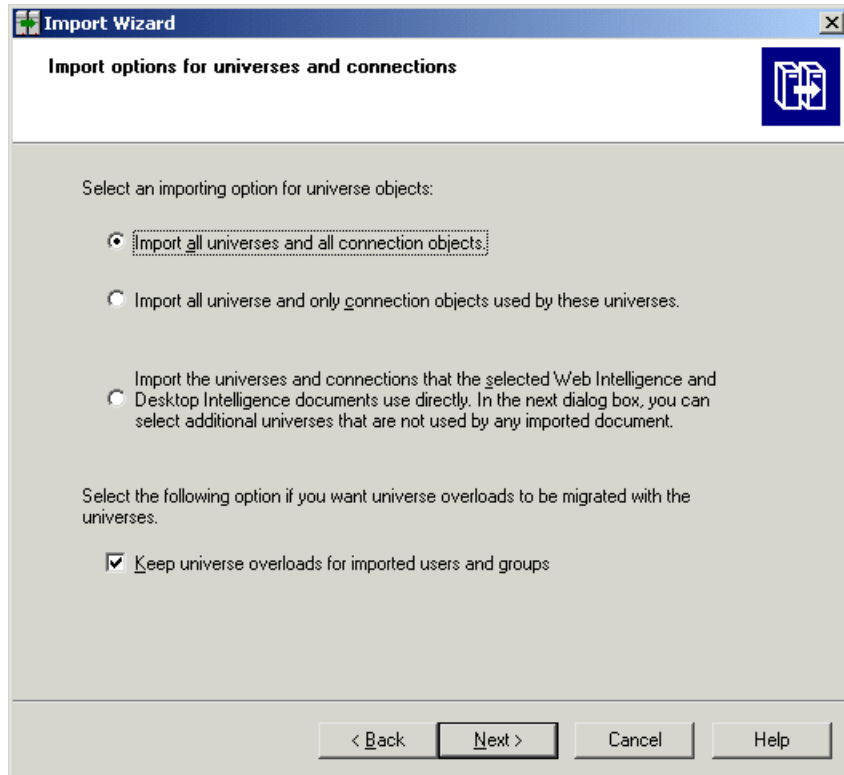 Import Wizard
Import options for universes and connections
Select an importing option for universe objects:
Import all universes and all connection objects.
Import all universe and only connection objects used by these universes.
Import the universes and connections that the selected Web Intelligence and
Desktop Intelligence documents use directly. In the next dialog box, you can
select additional universes that are not used by any imported document.
Select the following option if you want universe overloads to be migrated with the
universes.
Keep universe overloads for imported users and groups
< Back
Next >
Cancel
Help